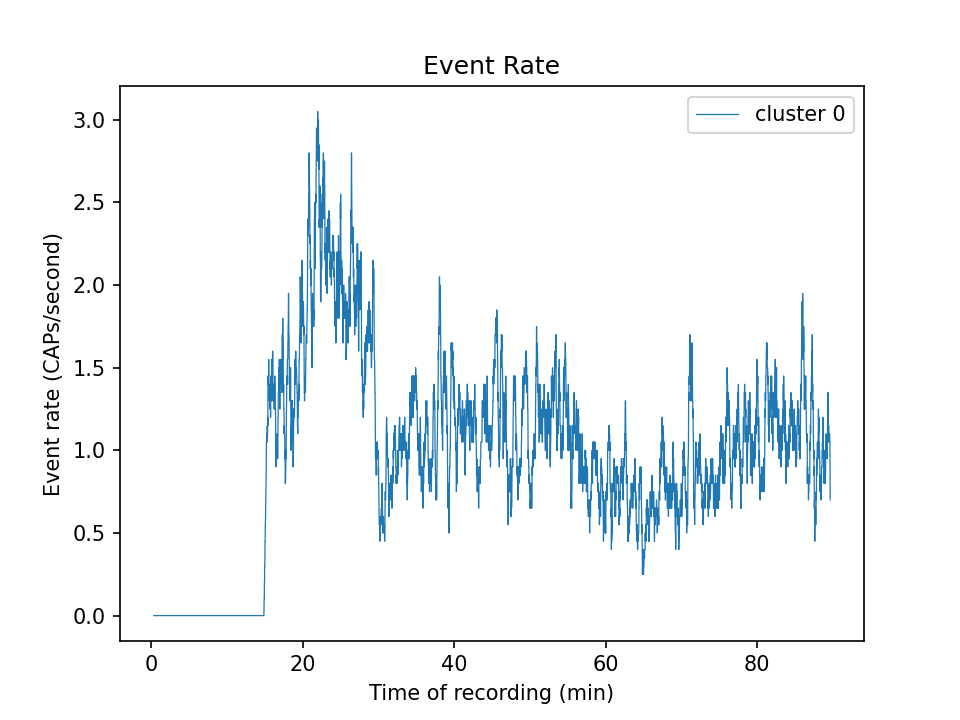 Event Rate
cluster 0
Event rate (CAPs/second)
3.0
2.5
2.0
1.5
1.0
0.5
0.0
0 20 40 60 80
Time of recording (min)